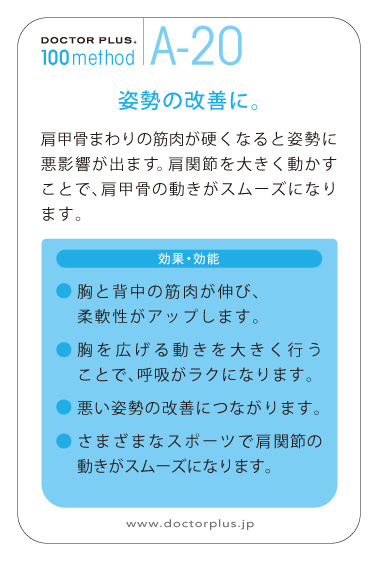 DOCTOR PLUS®
100method
A-20
姿勢の改善に。
肩甲骨まわりの筋肉が硬くなると姿勢に
悪影響が出ます。肩関節を大きく動かす
ことで、肩甲骨の動きがスムーズになり
ます。
効果・効能
● 胸と背中の筋肉が伸び、
柔軟性がアップします。
● 胸を広げる動きを大きく行う
ことで、呼吸がラクになります。
● 悪い姿勢の改善につながります。
● さまざまなスポーツで肩関節の
動きがスムーズになります。
www.doctorplus.jp